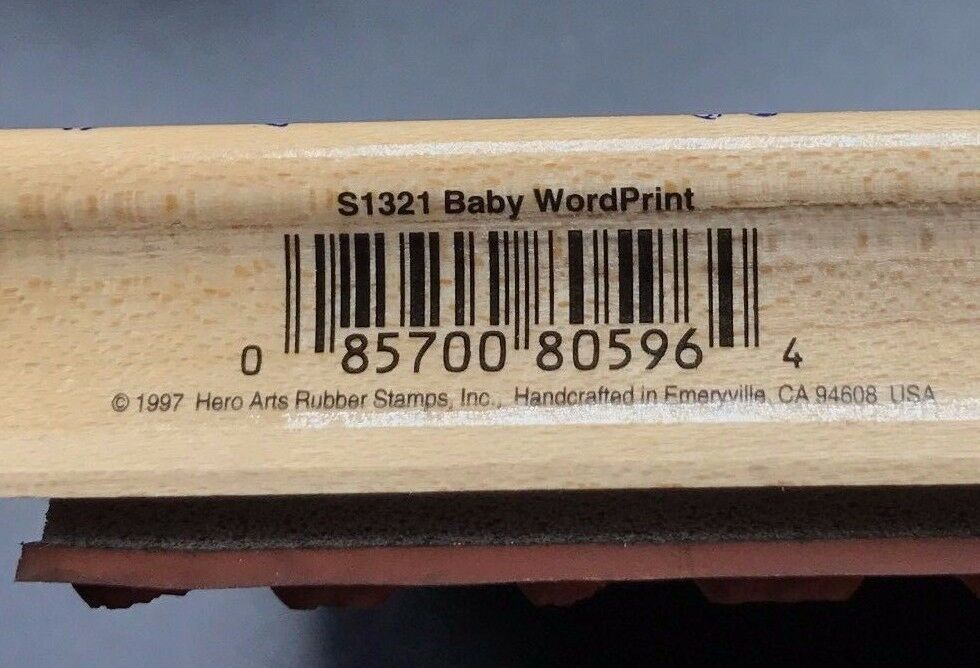 S1321 Baby WordPrint
0 85700 80596 4
© 1997 Hero Arts Rubber Stamps, Inc., Handcrafted in Emeryville, CA 94608 USA